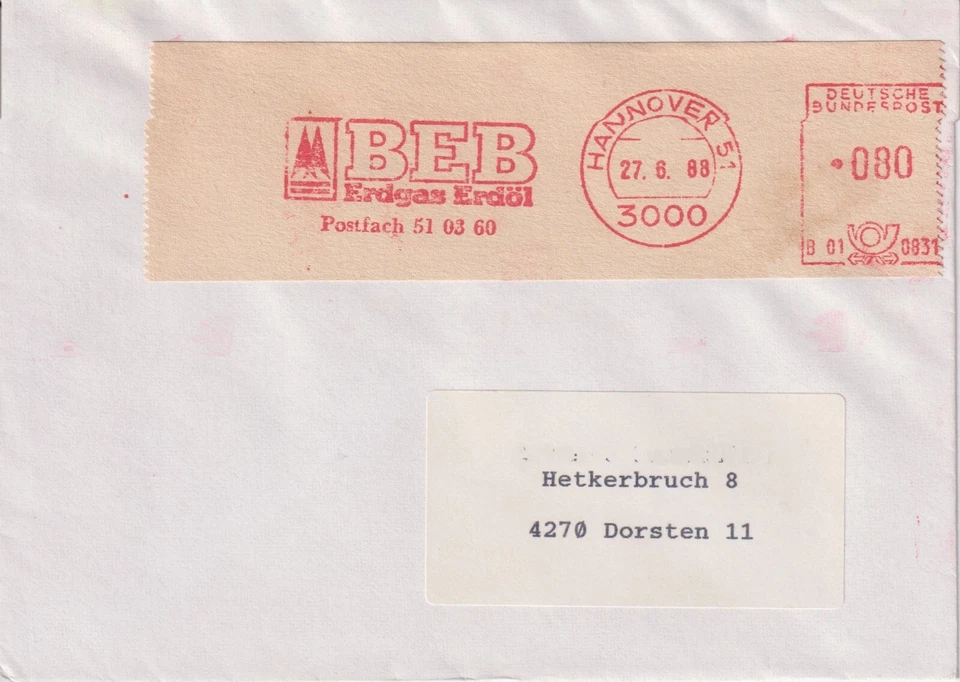 BEB
Erdgas Erdöl
Postfach 51 03 60
HANNOVER 51
27. 6. 88
3000
DEUTSCHE
BUNDESPOST
080
B 01 0831
Hetkerbruch 8
4270 Dorsten 11